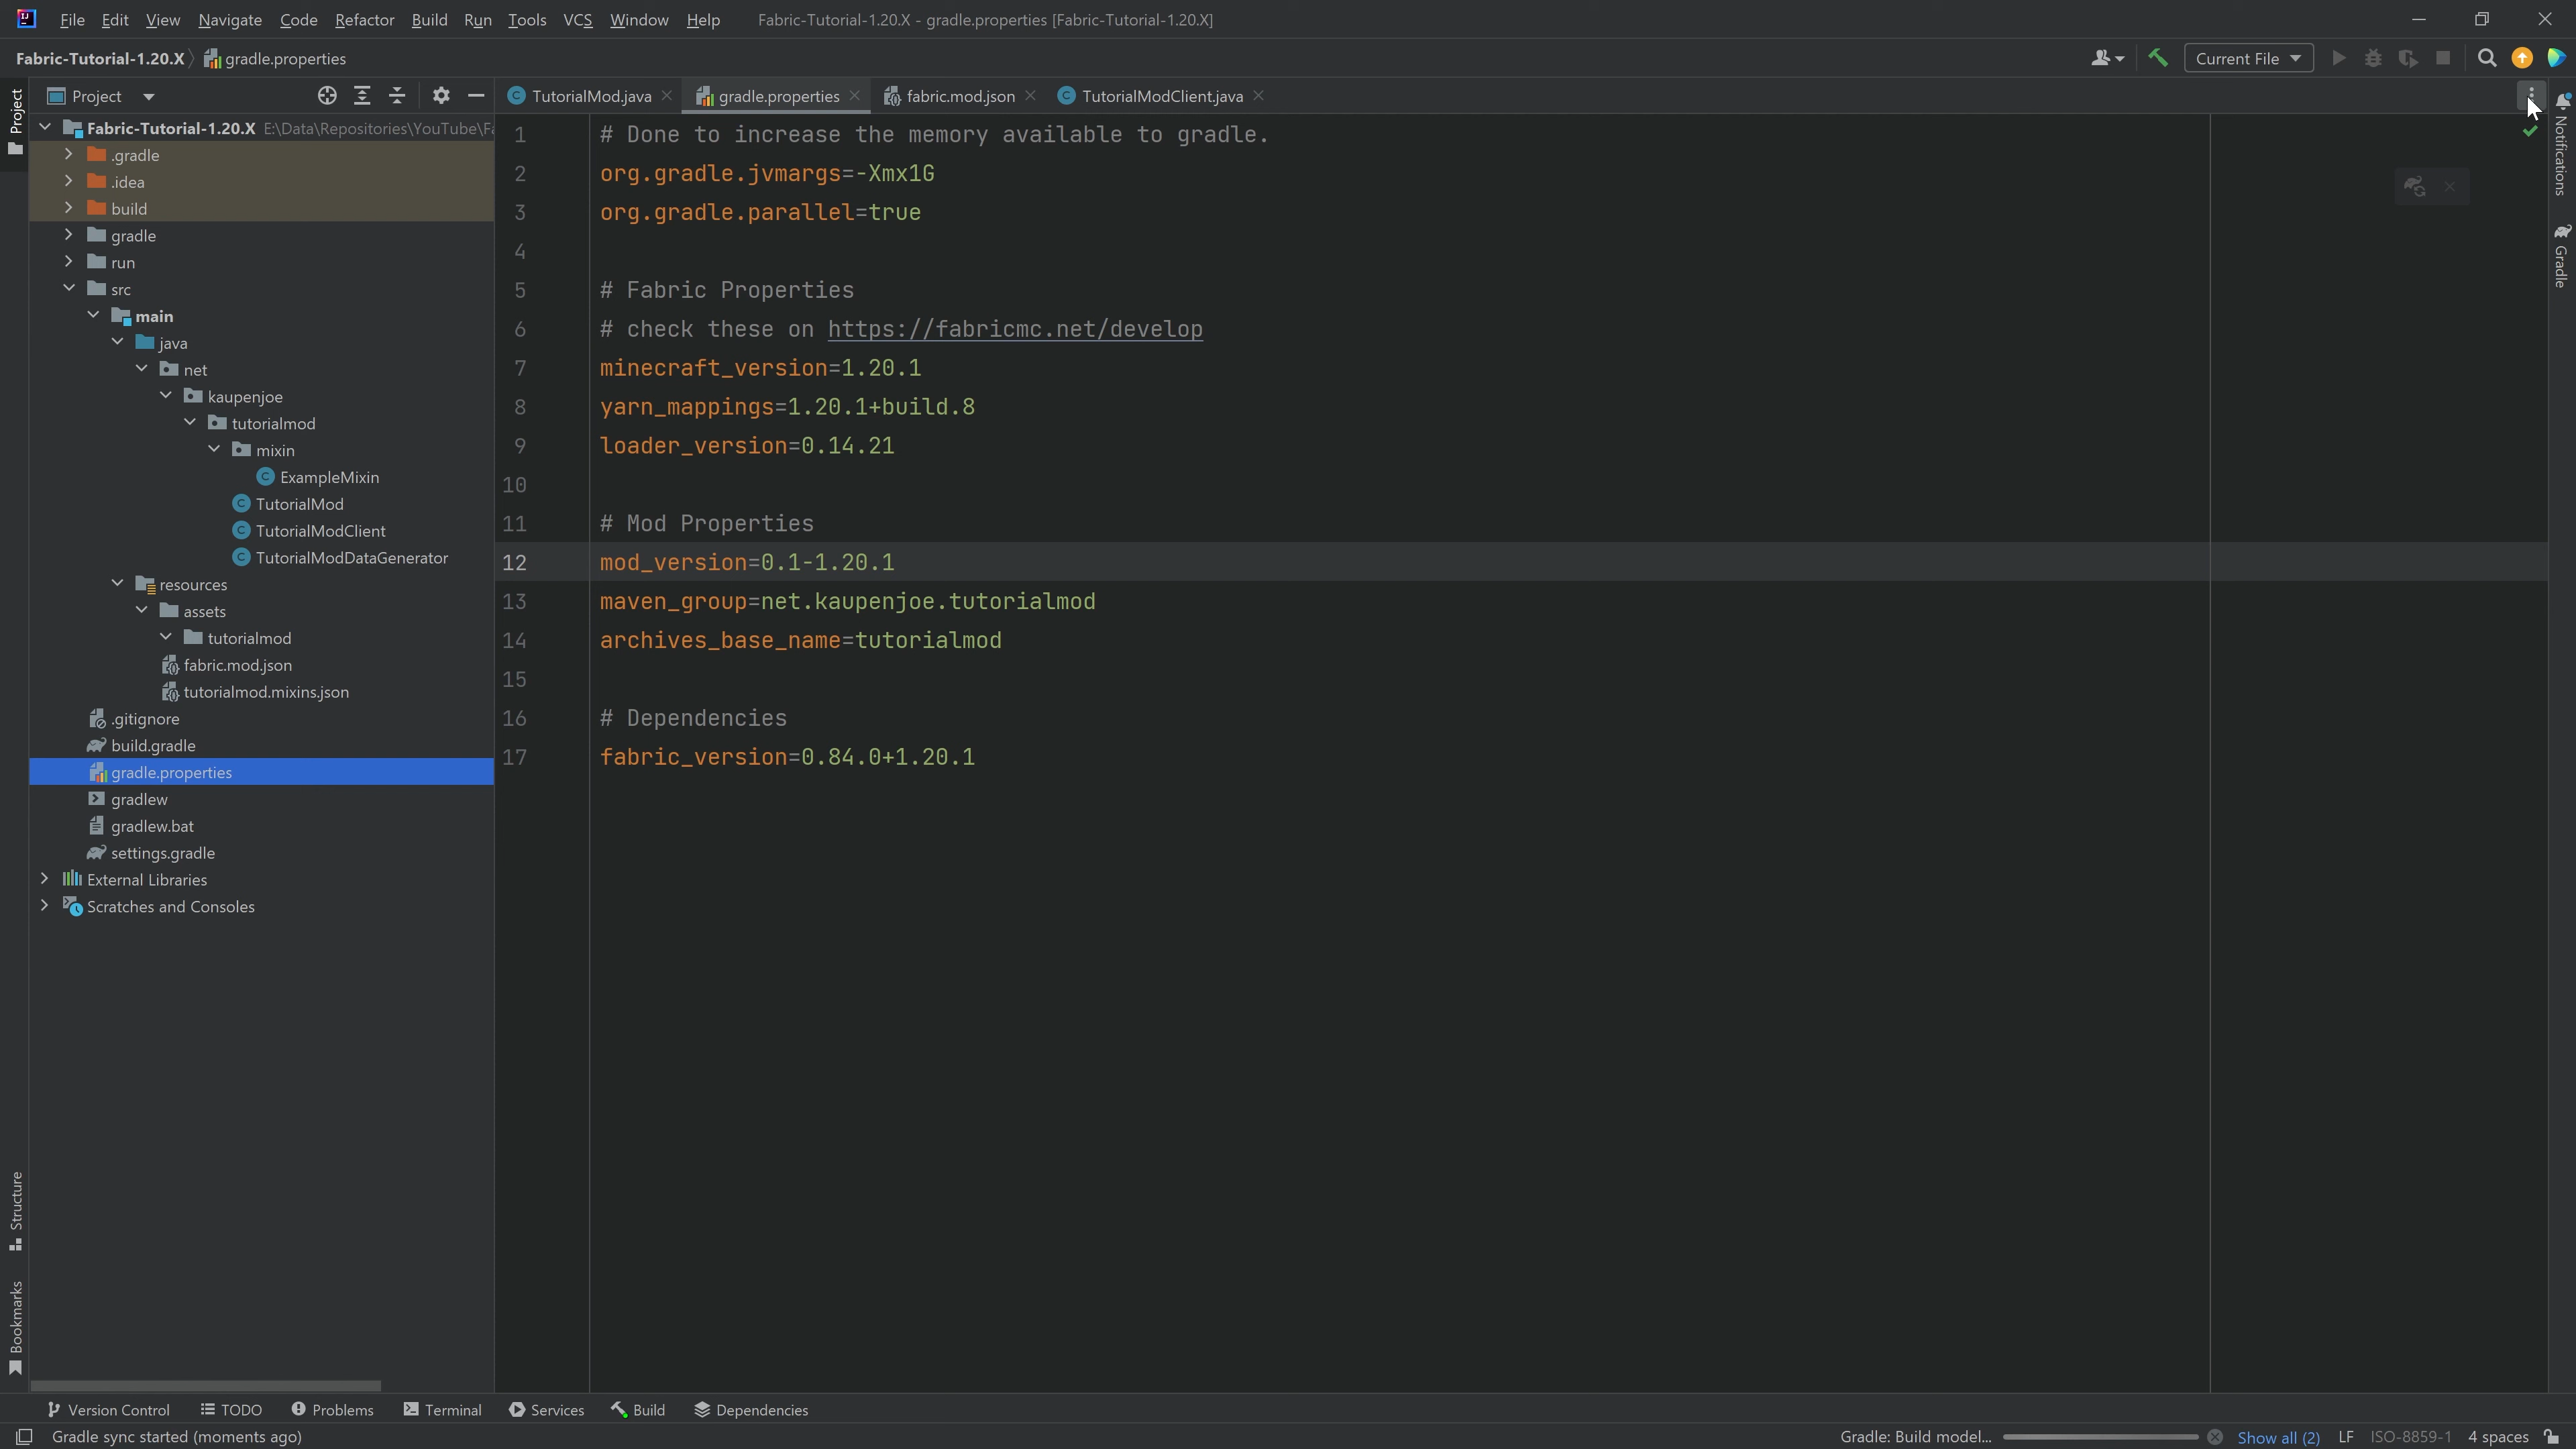 File Edit View Navigate Code Refactor Build Run Tools VCS Window Help Fabric-Tutorial-1.20.X - gradle.properties [Fabric-Tutorial-1.20.X]
Fabric-Tutorial-1.20.X gradle.properties Current File
Project TutorialMod.java gradle.properties fabric.mod.json TutorialModClient.java
Project
Structure
Bookmarks
Fabric-Tutorial-1.20.X E:\Data\Repositories\YouTube\Fa
.gradle
.idea
build
gradle
run
src
main
java
net
kaupenjoe
tutorialmod
mixin
ExampleMixin
TutorialMod
TutorialModClient
TutorialModDataGenerator
resources
assets
tutorialmod
fabric.mod.json
tutorialmod.mixins.json
.gitignore
build.gradle
gradle.properties
gradlew
gradlew.bat
settings.gradle
External Libraries
Scratches and Consoles
1 # Done to increase the memory available to gradle.
2 org.gradle.jvmargs=-Xmx1G
3 org.gradle.parallel=true
4
5 # Fabric Properties
6 # check these on https://fabricmc.net/develop
7 minecraft_version=1.20.1
8 yarn_mappings=1.20.1+build.8
9 loader_version=0.14.21
10
11 # Mod Properties
12 mod_version=0.1-1.20.1
13 maven_group=net.kaupenjoe.tutorialmod
14 archives_base_name=tutorialmod
15
16 # Dependencies
17 fabric_version=0.84.0+1.20.1
Notifications
Gradle
Version Control TODO Problems Terminal Services Build Dependencies
Gradle sync started (moments ago) Gradle: Build model... Show all (2) LF ISO-8859-1 4 spaces